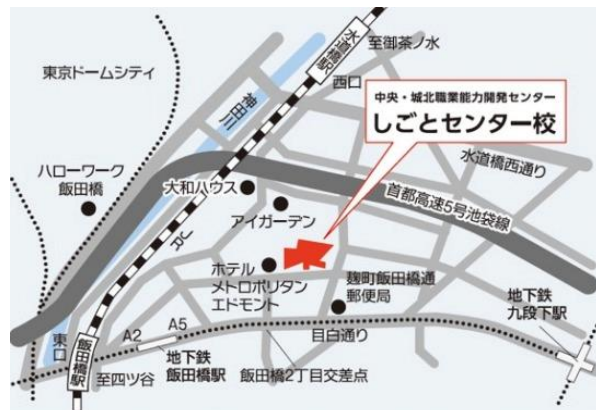 水道橋駅
至御茶ノ水
西口
東京ドームシティ
神田川
中央・城北職業能力開発センター
しごとセンター校
水道橋西通り
ハローワーク
飯田橋
大和ハウス
アイガーデン
首都高速5号池袋線
JR
ホテル
メトロポリタン
エドモント
麹町飯田橋通
郵便局
地下鉄
九段下駅
東口
飯田橋駅
A2
A5
目白通り
地下鉄
飯田橋駅
至四ツ谷
飯田橋2丁目交差点